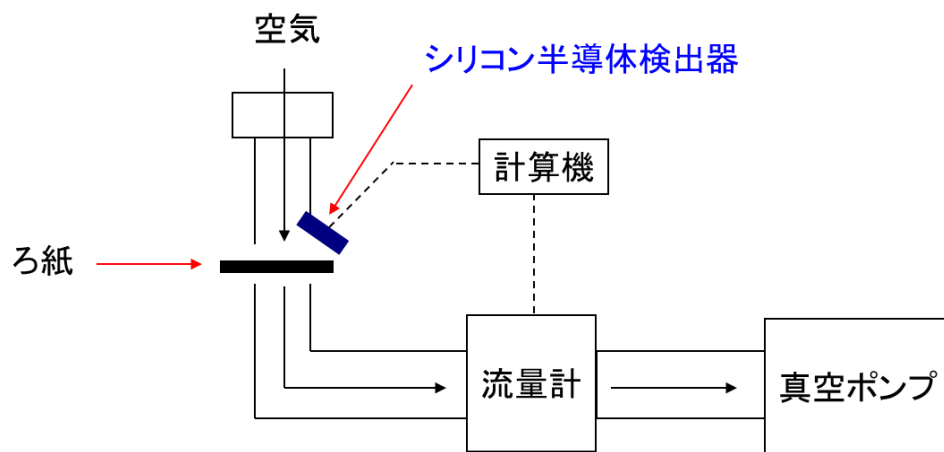 空気
シリコン半導体検出器
計算機
ろ紙
流量計
真空ポンプ